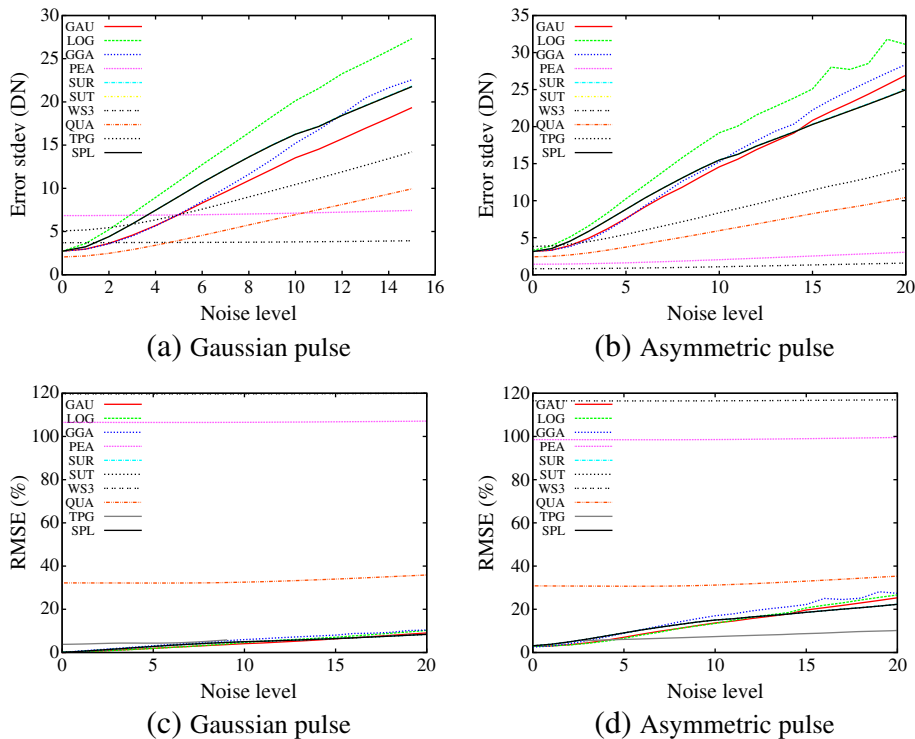 Error stdev (DN)
30
25
20
15
10
5
0
GAU
LOG
GGA
PEA
SUR
SUT
WS3
QUA
TPG
SPL
0 2 4 6 8 10 12 14 16
Noise level
(a) Gaussian pulse
Error stdev (DN)
35
30
25
20
15
10
5
0
GAU
LOG
GGA
PEA
SUR
SUT
WS3
QUA
TPG
SPL
0 5 10 15 20
Noise level
(b) Asymmetric pulse
RMSE (%)
120
100
80
60
40
20
0
GAU
LOG
GGA
PEA
SUR
SUT
WS3
QUA
TPG
SPL
0 5 10 15 20
Noise level
(c) Gaussian pulse
RMSE (%)
120
100
80
60
40
20
0
GAU
LOG
GGA
PEA
SUR
SUT
WS3
QUA
TPG
SPL
0 5 10 15 20
Noise level
(d) Asymmetric pulse